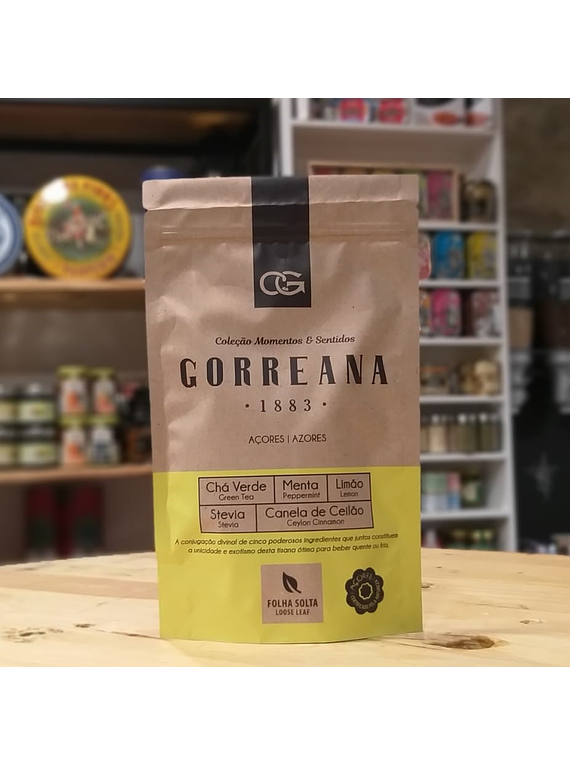 CG
Coleção Momentos & Sentidos
GORREANA
• 1883 •
AÇORES | AZORES
Chá Verde
Green Tea
Menta
Peppermint
Limão
Lemon
Stevia
Stevia
Canela de Ceilão
Ceylon Cinnamon
A conjugação divinal de cinco poderosos ingredientes que juntos constituem
a unicidade e exotismo desta tisana ótima para beber quente ou fria.
FOLHA SOLTA
LOOSE LEAF
AÇORES